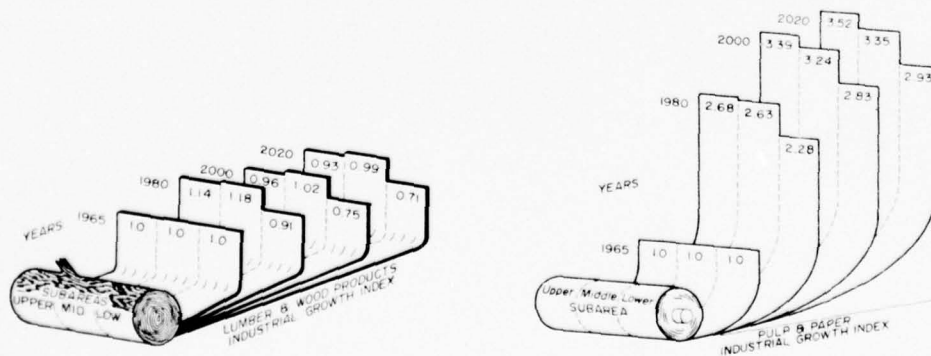 2020
0.93 0.99 0.71
2000
0.96 1.02 0.75
1980
1.14 1.18 0.91
1965
1.0 1.0 1.0
YEARS
SUBAREAS
UPPER MID LOW
LUMBER & WOOD PRODUCTS
INDUSTRIAL GROWTH INDEX
2020
3.52 3.35 2.93
2000
3.39 3.24 2.83
1980
2.68 2.63 2.28
YEARS
1965
1.0 1.0 1.0
Upper Middle Lower
SUBAREA
PULP & PAPER
INDUSTRIAL GROWTH INDEX